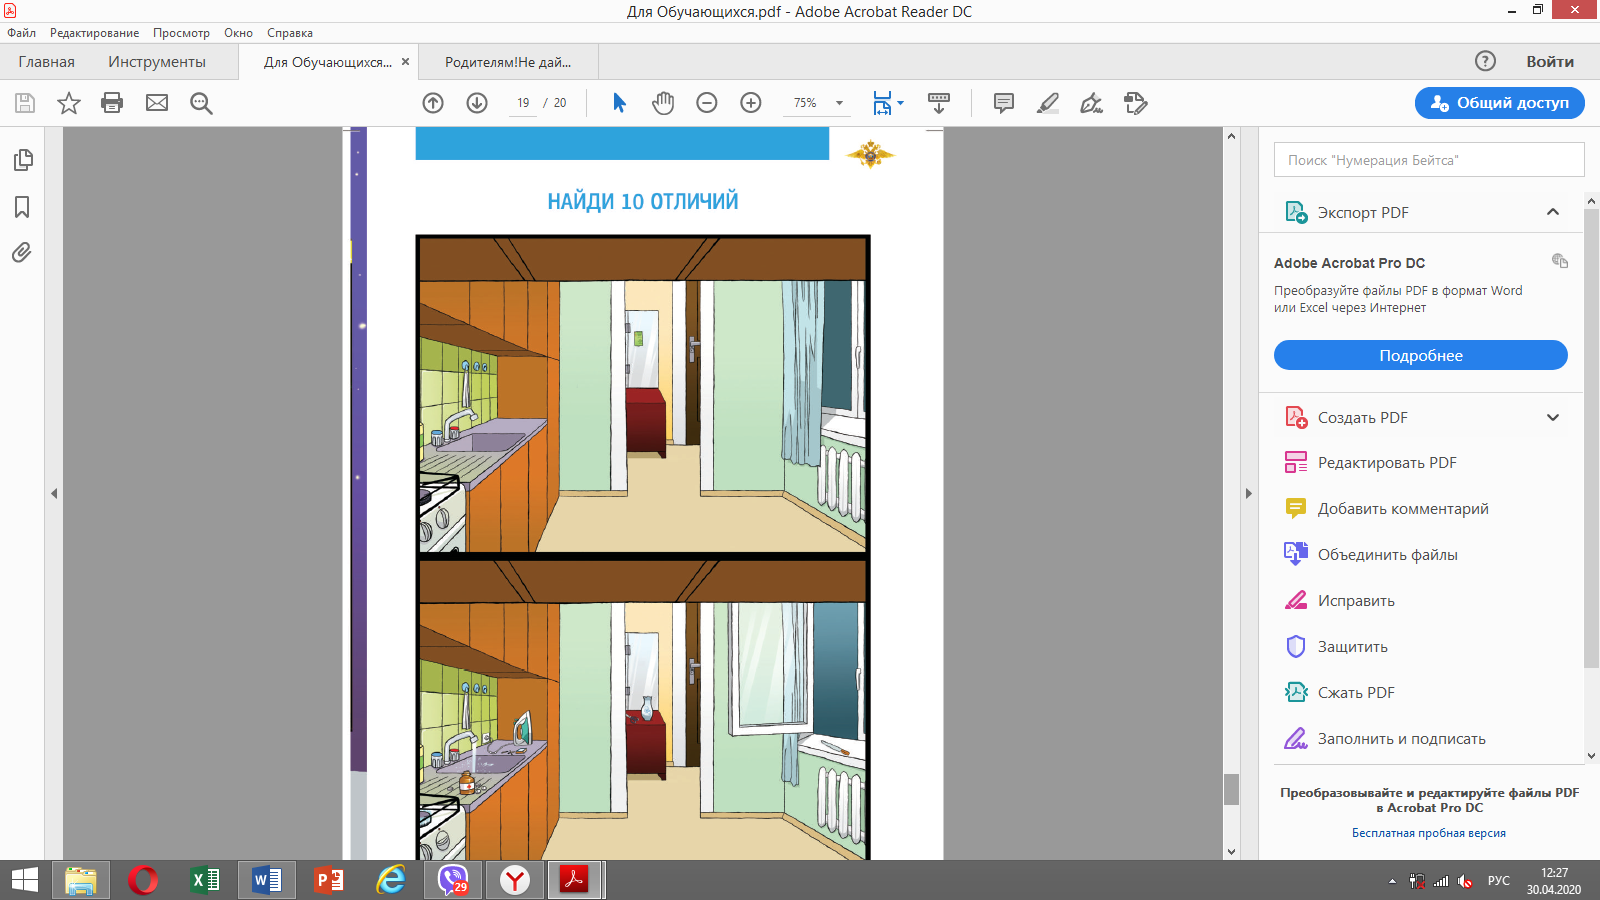 Для Обучающихся.pdf - Adobe Acrobat Reader DC
Файл Редактирование Просмотр Окно Справка
Главная Инструменты Для Обучающихся... × Родителям!Не дай... ? Войти
19 / 20 75% Общий доступ
Поиск "Нумерация Бейтса"
НАЙДИ 10 ОТЛИЧИЙ
Экспорт PDF
Adobe Acrobat Pro DC
Преобразуйте файлы PDF в формат Word
или Excel через Интернет
Подробнее
Создать PDF
Редактировать PDF
Добавить комментарий
Объединить файлы
Исправить
Защитить
Сжать PDF
Заполнить и подписать
Преобразовывайте и редактируйте файлы PDF
в Acrobat Pro DC
Бесплатная пробная версия
29
РУС
12:27
30.04.2020